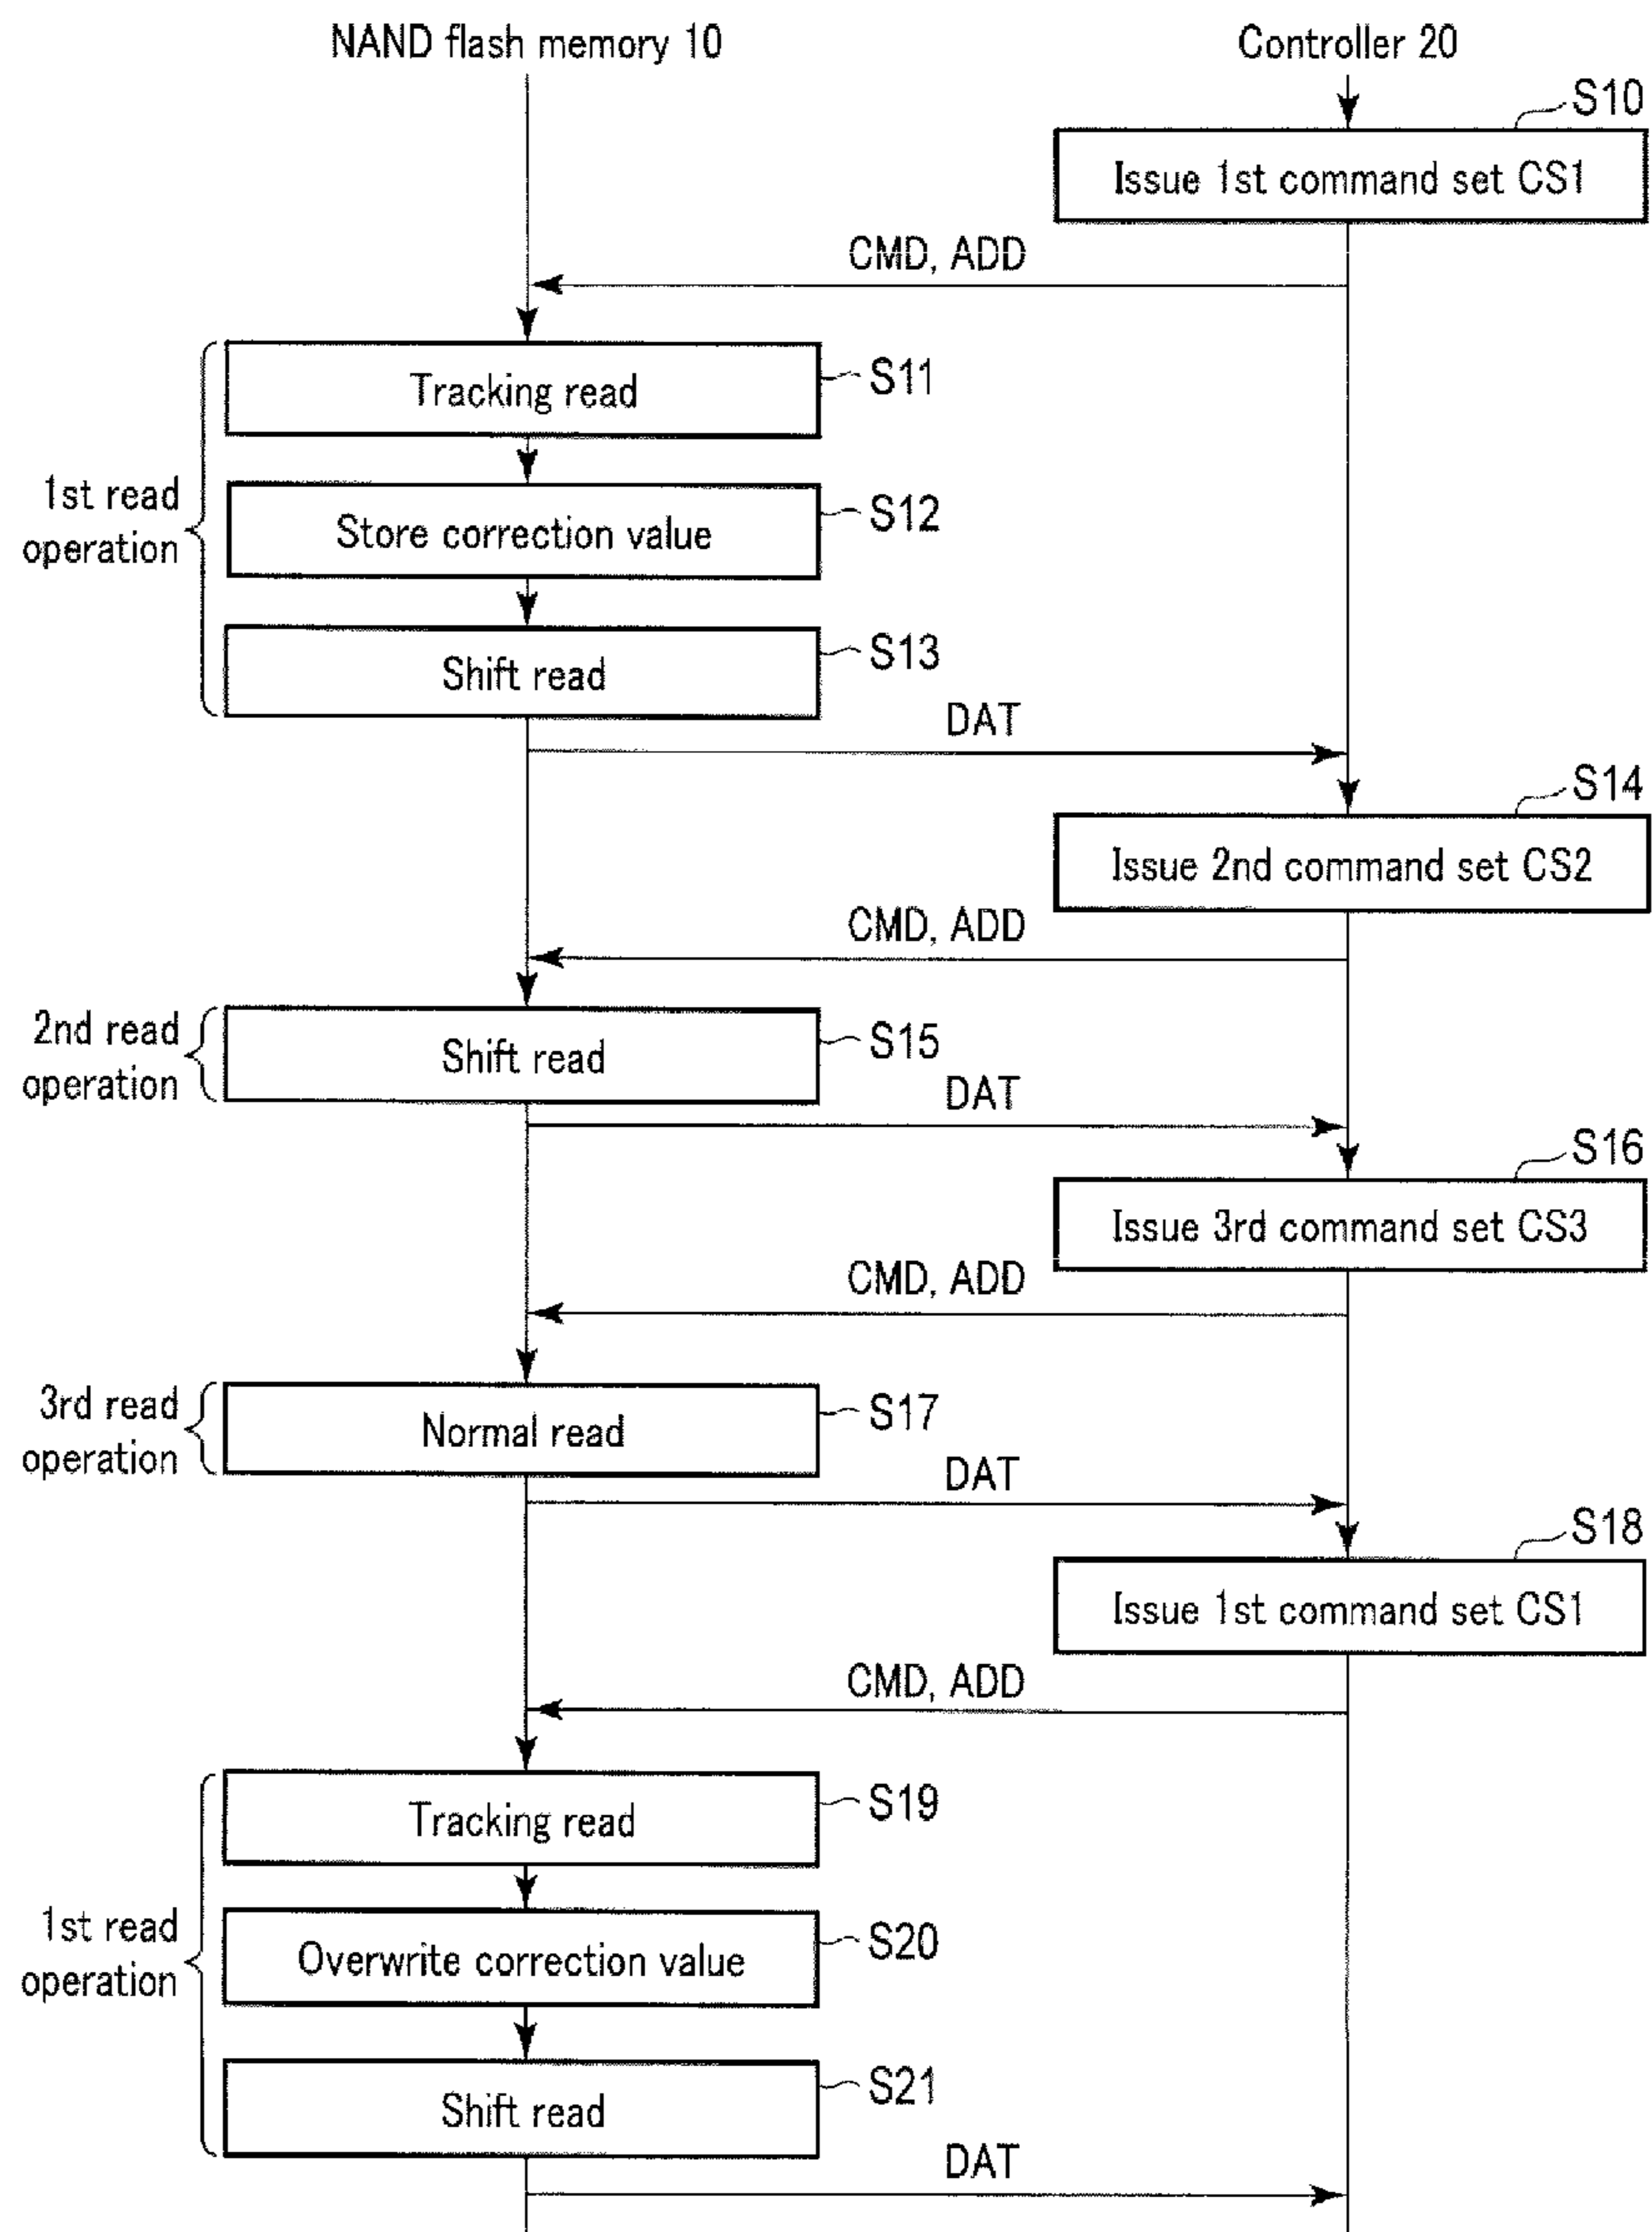 NAND flash memory 10
Controller 20
S10
Issue 1st command set CS1
CMD, ADD
Tracking read
S11
1st read
operation
Store correction value
S12
Shift read
S13
DAT
S14
Issue 2nd command set CS2
CMD, ADD
2nd read
operation
Shift read
S15
DAT
S16
Issue 3rd command set CS3
CMD, ADD
3rd read
operation
Normal read
S17
DAT
S18
Issue 1st command set CS1
CMD, ADD
Tracking read
S19
1st read
operation
Overwrite correction value
S20
Shift read
S21
DAT